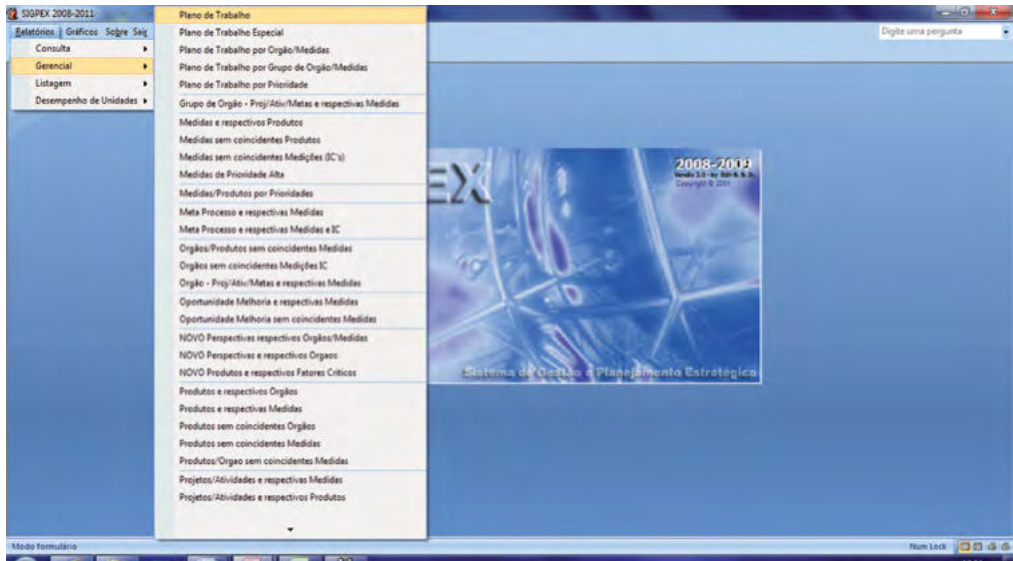 SIGPEX 2008-2011
Relatórios Gráficos Sobre Sair
Digite uma pergunta
Consulta
Gerencial
Listagem
Desempenho de Unidades
Plano de Trabalho
Plano de Trabalho Especial
Plano de Trabalho por Orgão/Medidas
Plano de Trabalho por Grupo de Orgão/Medidas
Plano de Trabalho por Prioridade
Grupo de Orgão - Proj/Ativ/Metas e respectivas Medidas
Medidas e respectivos Produtos
Medidas sem coincidentes Produtos
Medidas sem coincidentes Medições (IC's)
Medidas de Prioridade Alta
Medidas/Produtos por Prioridades
Meta Processo e respectivas Medidas
Meta Processo e respectivas Medidas e IC
Orgãos/Produtos sem coincidentes Medidas
Orgãos sem coincidentes Medições IC
Orgão - Proj/Ativ/Metas e respectivas Medidas
Oportunidade Melhoria e respectivas Medidas
Oportunidade Melhoria sem coincidentes Medidas
NOVO Perspectivas respectivos Orgãos/Medidas
NOVO Perspectivas e respectivos Orgaos
NOVO Produtos e respectivos Fatores Criticos
Produtos e respectivos Orgãos
Produtos e respectivas Medidas
Produtos sem coincidentes Orgãos
Produtos sem coincidentes Medidas
Produtos/Orgao sem coincidentes Medidas
Projetos/Atividades e respectivas Medidas
Projetos/Atividades e respectivos Produtos
EX
2008-2009
Copyright © 2001
Sistema de Gestão e Planejamento Estratégico
Modo formulário
Num Lock